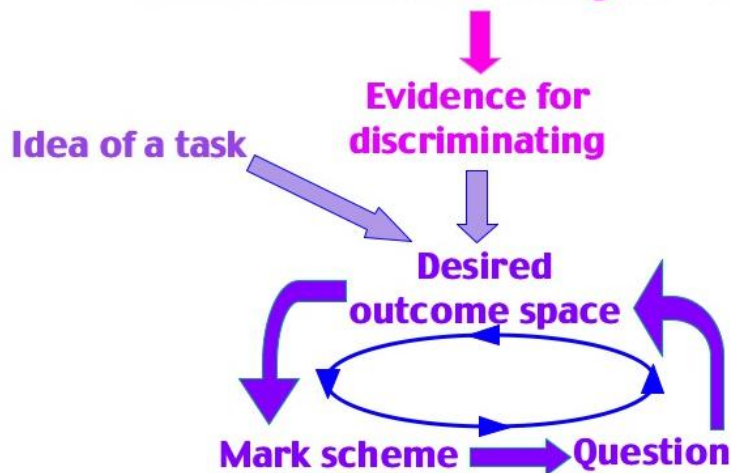 Evidence for
discriminating
Idea of a task
Desired
outcome space
Mark scheme
Question